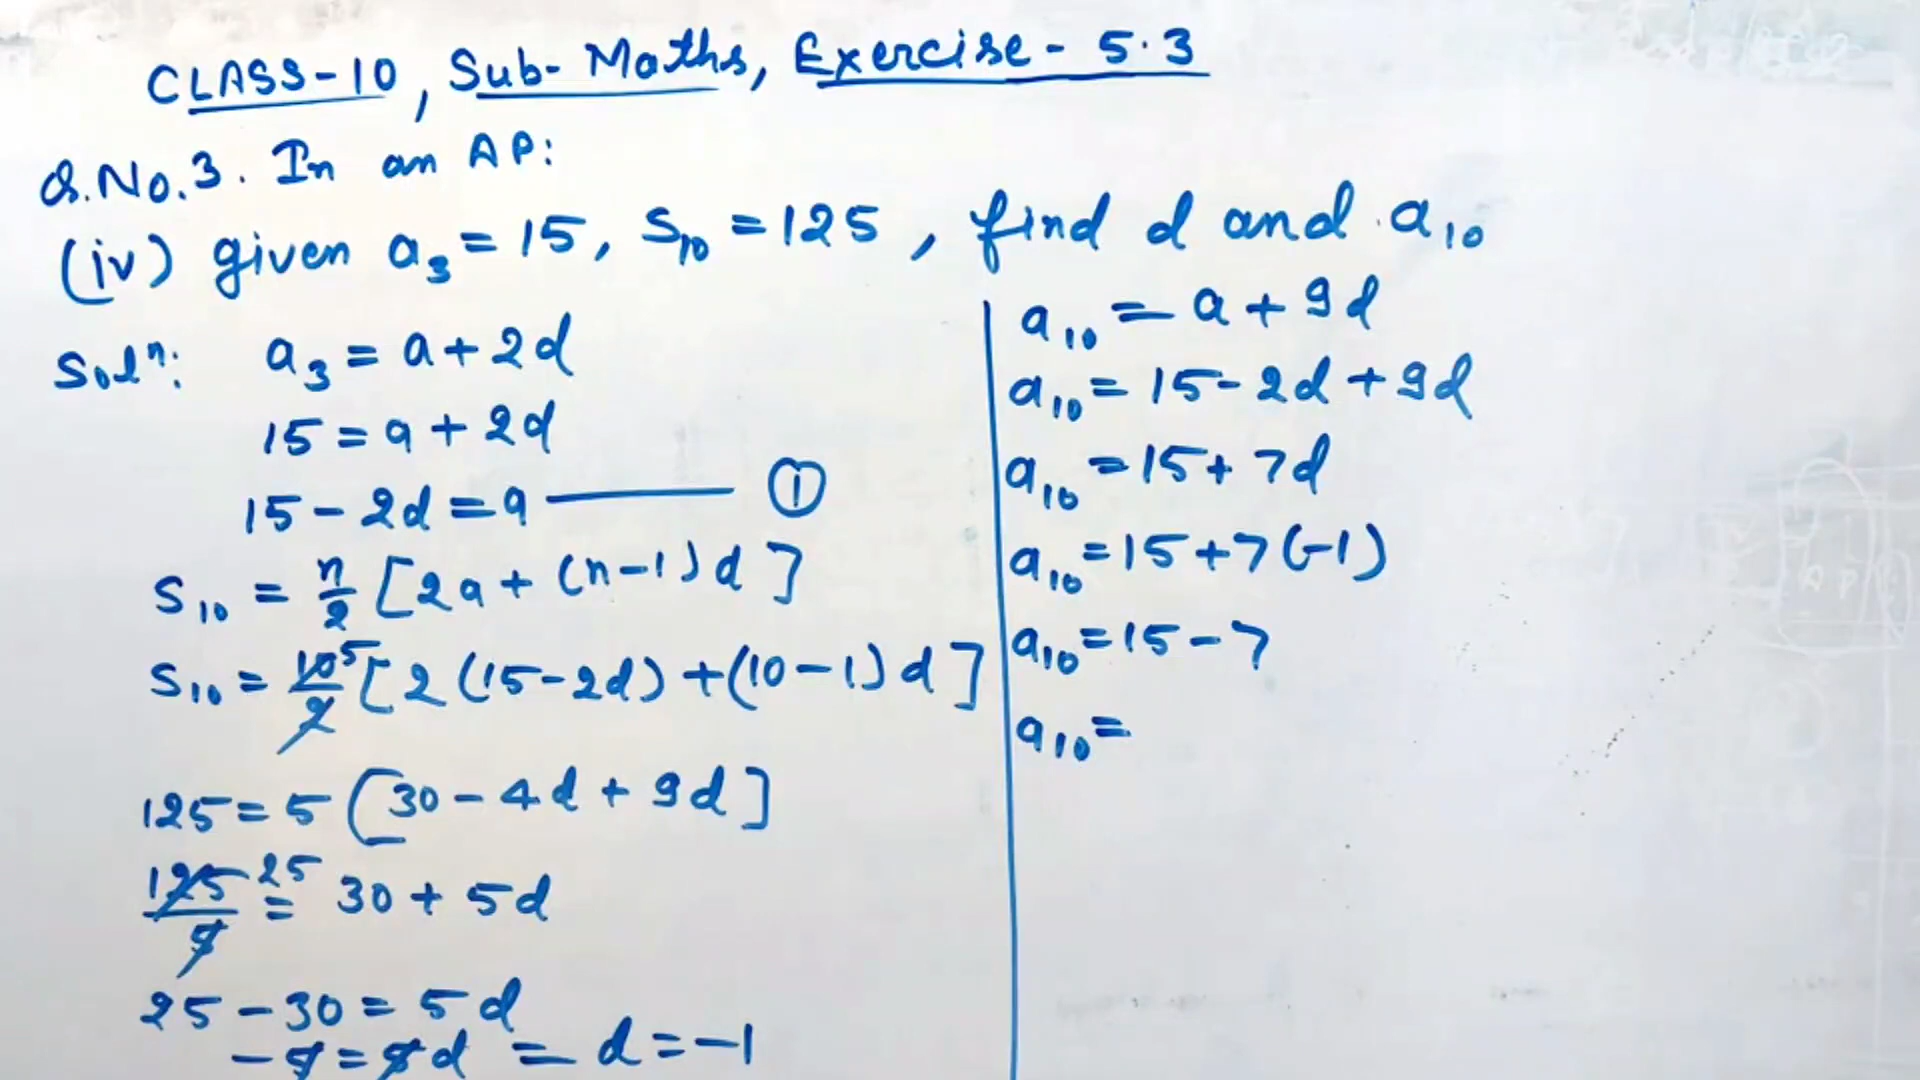 CLASS-10, Sub- Maths, Exercise - 5.3
Q.No.3. In an AP:
(iv) given a₃ = 15, S₁₀ = 125, find d and a₁₀
Solⁿ: a₃ = a + 2d
15 = a + 2d
15 - 2d = a ——— ①
S₁₀ = n/2 [2a + (n-1)d]
S₁₀ = 10/2 5 [2(15-2d) + (10-1)d]
125 = 5 [30 - 4d + 9d]
125/5 25 = 30 + 5d
25 - 30 = 5d
-5 = 5d = d = -1
a₁₀ = a + 9d
a₁₀ = 15 - 2d + 9d
a₁₀ = 15 + 7d
a₁₀ = 15 + 7(-1)
a₁₀ = 15 - 7
a₁₀ =